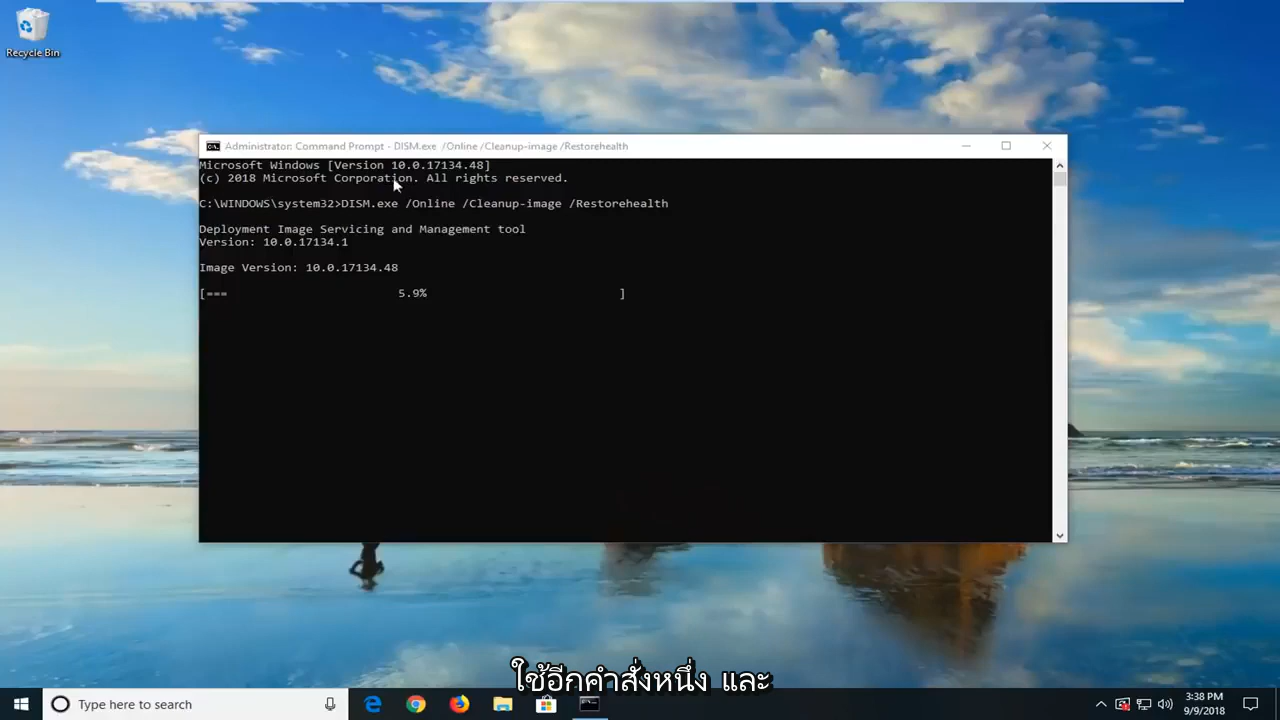 Recycle Bin
Administrator: Command Prompt - DISM.exe /Online /Cleanup-image /Restorehealth
Microsoft Windows [Version 10.0.17134.48]
(c) 2018 Microsoft Corporation. All rights reserved.
C:\WINDOWS\system32>DISM.exe /Online /Cleanup-image /Restorehealth
Deployment Image Servicing and Management tool
Version: 10.0.17134.1
Image Version: 10.0.17134.48
[=== 5.9% ]
ใช้อีกคำสั่งหนึ่ง และ
Type here to search
3:38 PM
9/9/2018